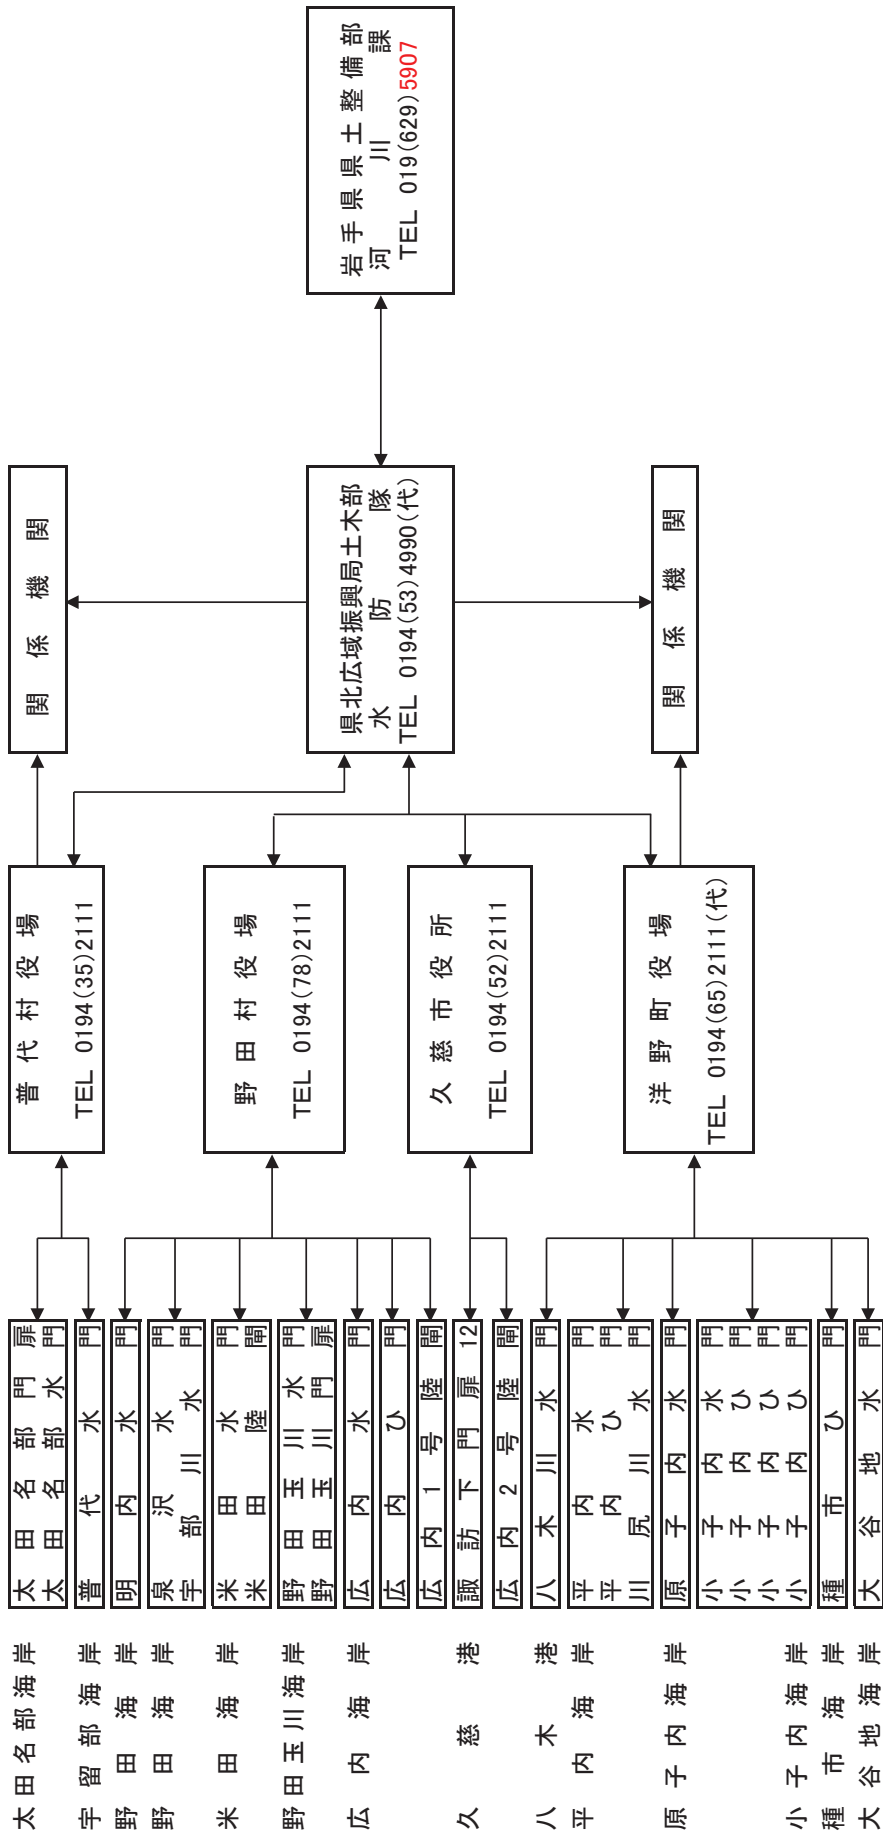 太田名部海岸
宇留部海岸
野田海岸
野田海岸
米田海岸
野田玉川海岸
広内海岸
久慈港
八木港
平内海岸
原子内海岸
小子内海岸
種市海岸
大谷地海岸
太田名部門扉
太田名部水門
普代水門
明内水門
泉沢水門
宇部川水門
米田水門
米田陸閘
野田玉川水門
野田玉川門扉
広内水門
広内ひ門
広内1号陸閘
諏訪下門扉12
広内2号陸閘
八木川水門
平内水門
平内ひ門
川尻川水門
原子内水門
小子内水門
小子内ひ門
小子内ひ門
小子内ひ門
種市ひ門
大谷地水門
普代村役場
TEL 0194(35)2111
野田村役場
TEL 0194(78)2111
久慈市役所
TEL 0194(52)2111
洋野町役場
TEL 0194(65)2111(代)
関係機関
県北広域振興局土木部
水防隊
TEL 0194(53)4990(代)
関係機関
岩手県県土整備部
河川課
TEL 019(629)5907